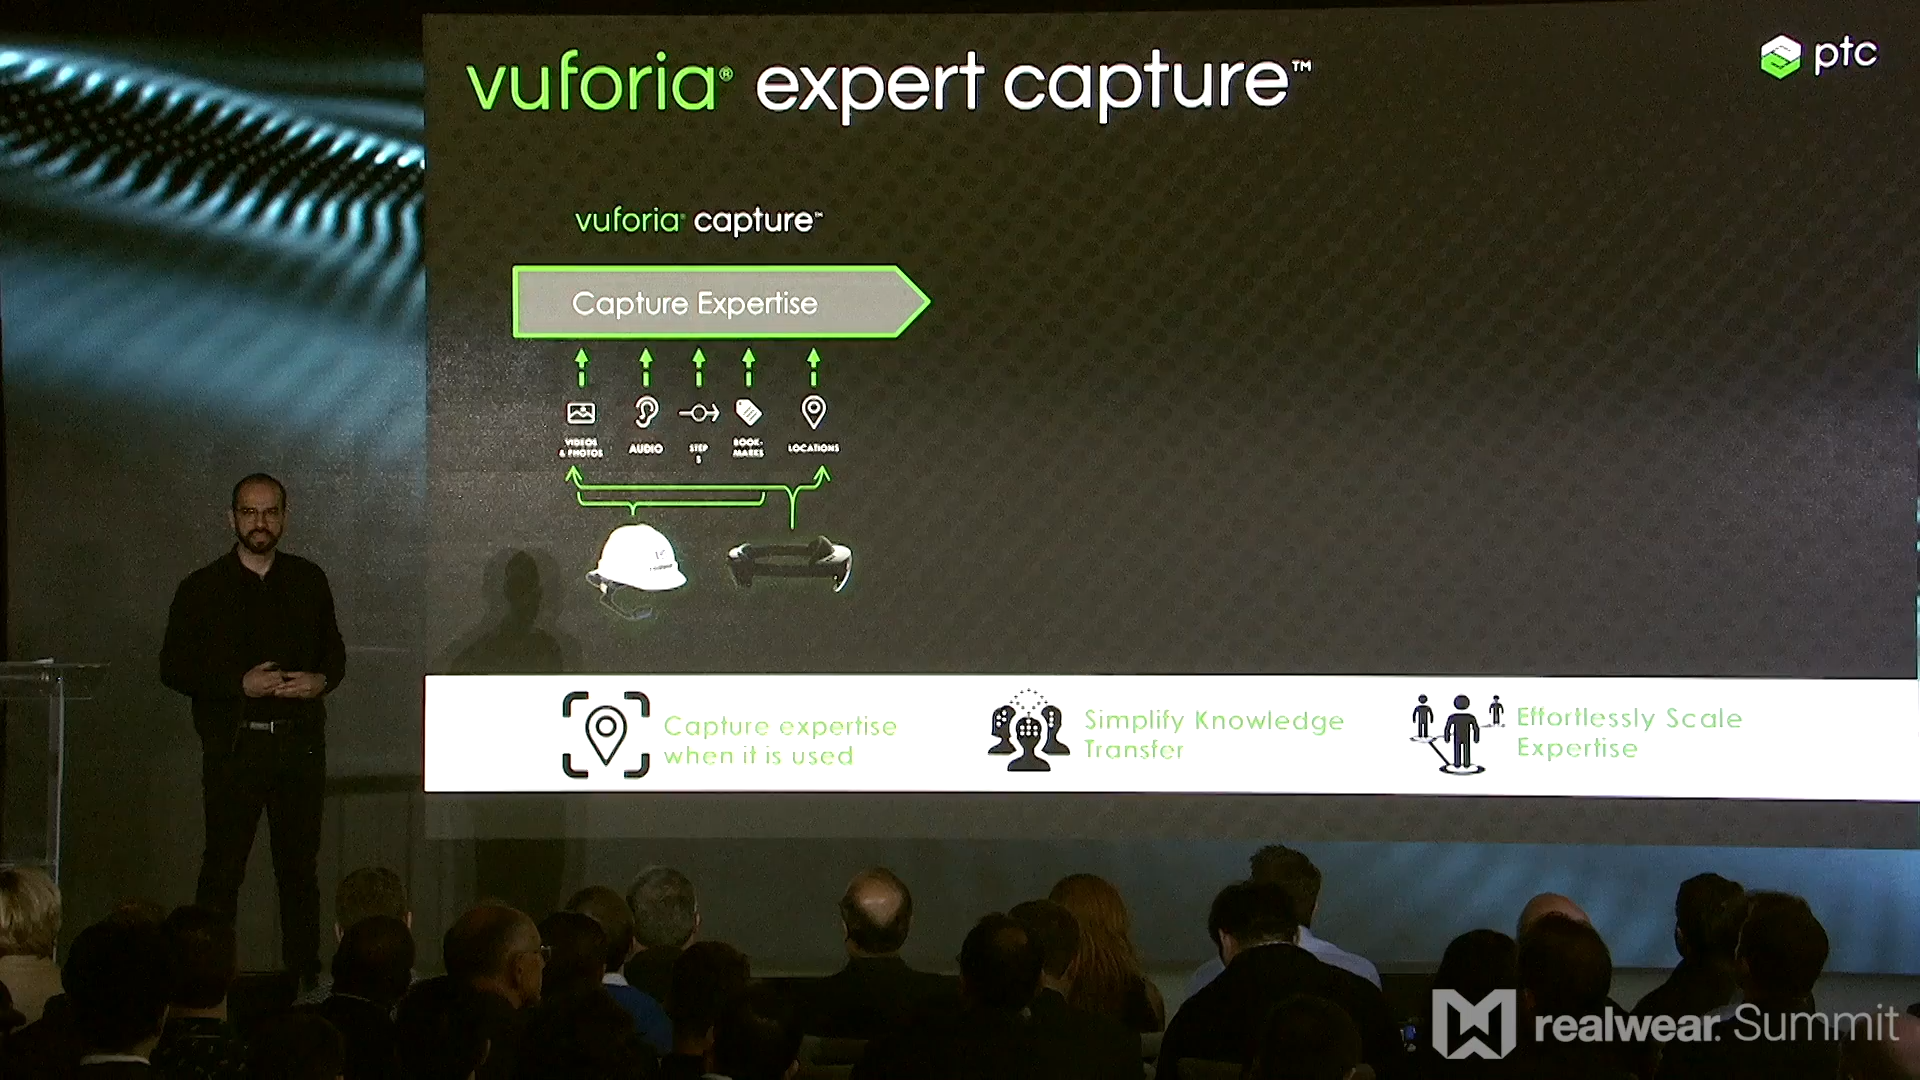 vuforia® expert capture™
ptc
vuforia® capture™
Capture Expertise
VIDEOS
& PHOTOS
AUDIO
STEP
S
BOOK-
MARKS
LOCATIONS
Capture expertise
when it is used
Simplify Knowledge
Transfer
Effortlessly Scale
Expertise
realwear. Summit